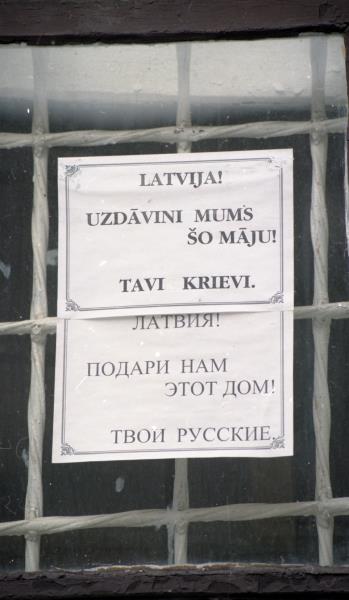 LATVIJA!
UZDĀVINI MUMS
ŠO MĀJU!
TAVI KRIEVI.
ЛАТВИЯ!
ПОДАРИ НАМ
ЭТОТ ДОМ!
ТВОИ РУССКИЕ.